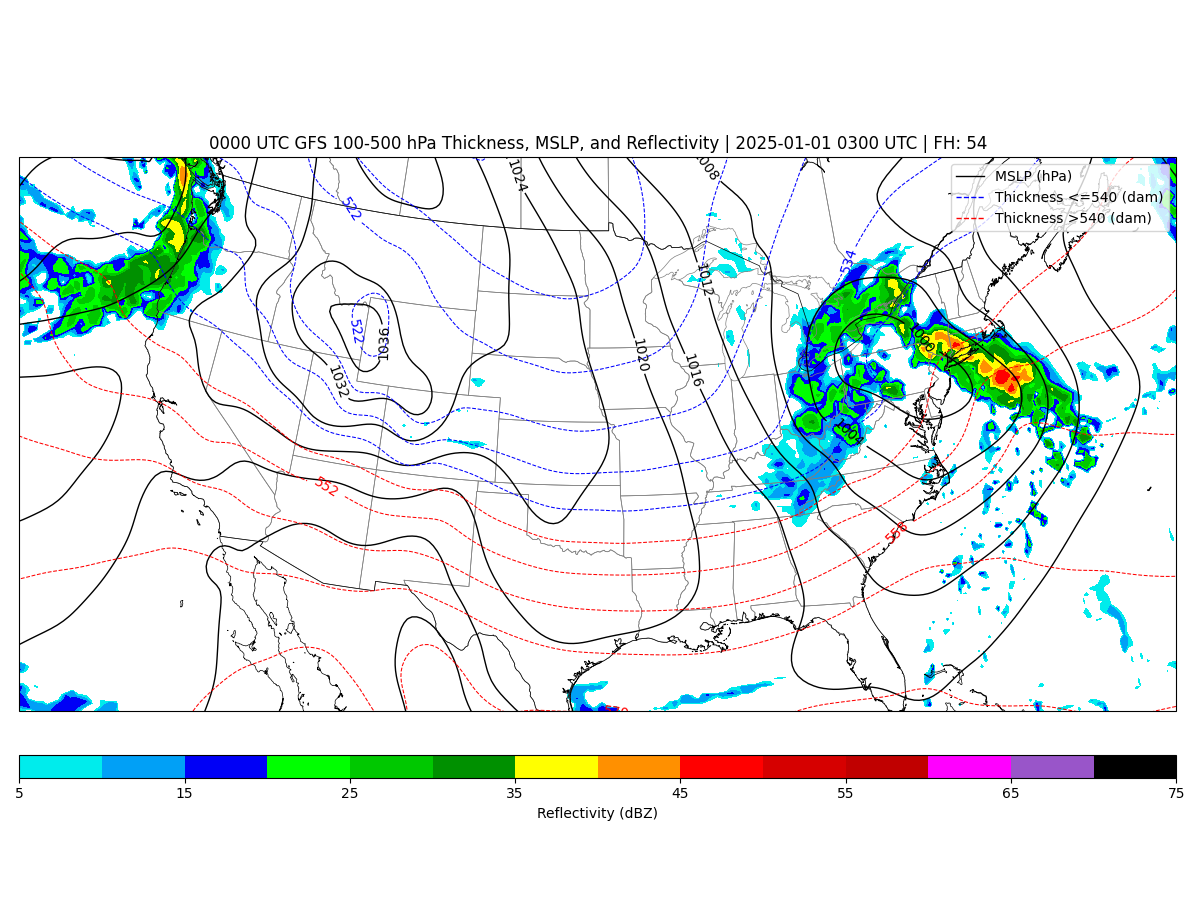 0000 UTC GFS 100-500 hPa Thickness, MSLP, and Reflectivity | 2025-01-01 0300 UTC | FH: 54
MSLP (hPa)
Thickness <=540 (dam)
Thickness >540 (dam)
1024
522
534
1012
522
1036
1032
1020
1016
552
558
5 15 25 35 45 55 65 75
Reflectivity (dBZ)